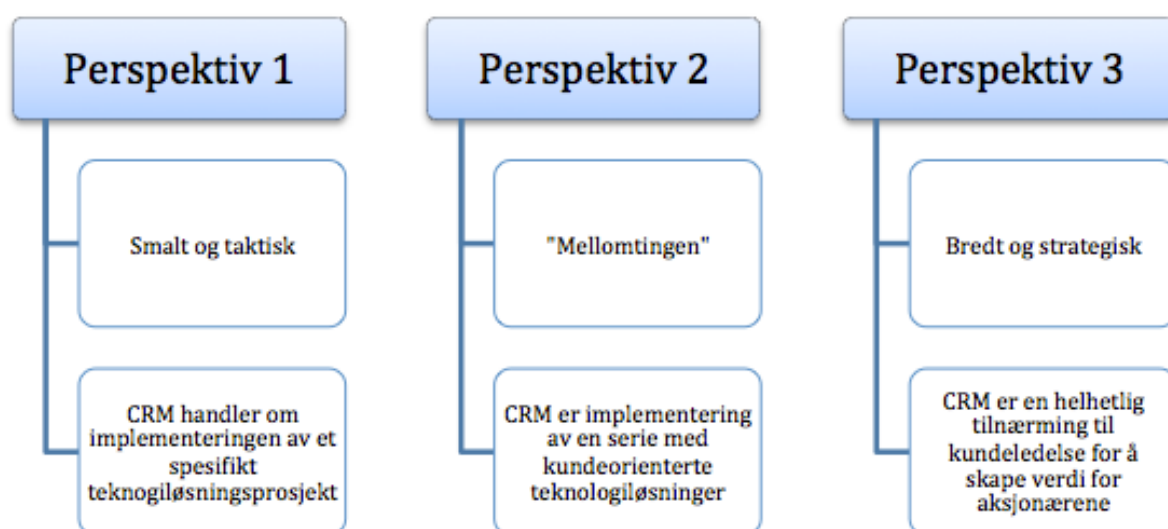 Perspektiv 1
Smalt og taktisk
CRM handler om
implementeringen av et
spesifikt
teknogiløsningsprosjekt
Perspektiv 2
"Mellomtingen"
CRM er implementering
av en serie med
kundeorienterte
teknologiløsninger
Perspektiv 3
Bredt og strategisk
CRM er en helhetlig
tilnærming til
kundeledelse for å
skape verdi for
aksjonærene